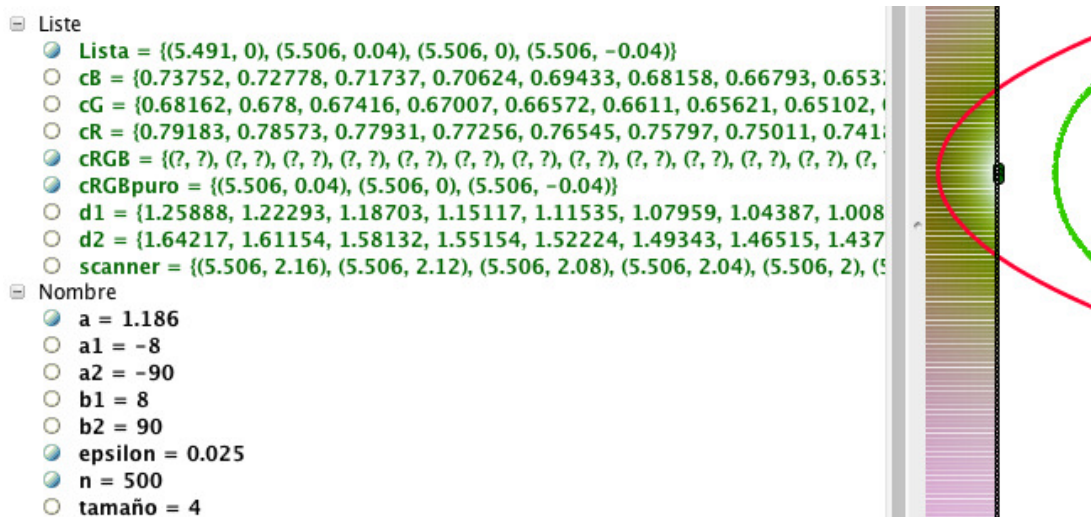 Liste
Lista = {(5.491, 0), (5.506, 0.04), (5.506, 0), (5.506, −0.04)}
cB = {0.73752, 0.72778, 0.71737, 0.70624, 0.69433, 0.68158, 0.66793, 0.653
cG = {0.68162, 0.678, 0.67416, 0.67007, 0.66572, 0.6611, 0.65621, 0.65102,
cR = {0.79183, 0.78573, 0.77931, 0.77256, 0.76545, 0.75797, 0.75011, 0.741
cRGB = {(?, ?), (?, ?), (?, ?), (?, ?), (?, ?), (?, ?), (?, ?), (?, ?), (?, ?), (?, ?), (?, ?), (?, ?), (?,
cRGBpuro = {(5.506, 0.04), (5.506, 0), (5.506, −0.04)}
d1 = {1.25888, 1.22293, 1.18703, 1.15117, 1.11535, 1.07959, 1.04387, 1.008
d2 = {1.64217, 1.61154, 1.58132, 1.55154, 1.52224, 1.49343, 1.46515, 1.437
scanner = {(5.506, 2.16), (5.506, 2.12), (5.506, 2.08), (5.506, 2.04), (5.506, 2), (5
Nombre
a = 1.186
a1 = −8
a2 = −90
b1 = 8
b2 = 90
epsilon = 0.025
n = 500
tamaño = 4